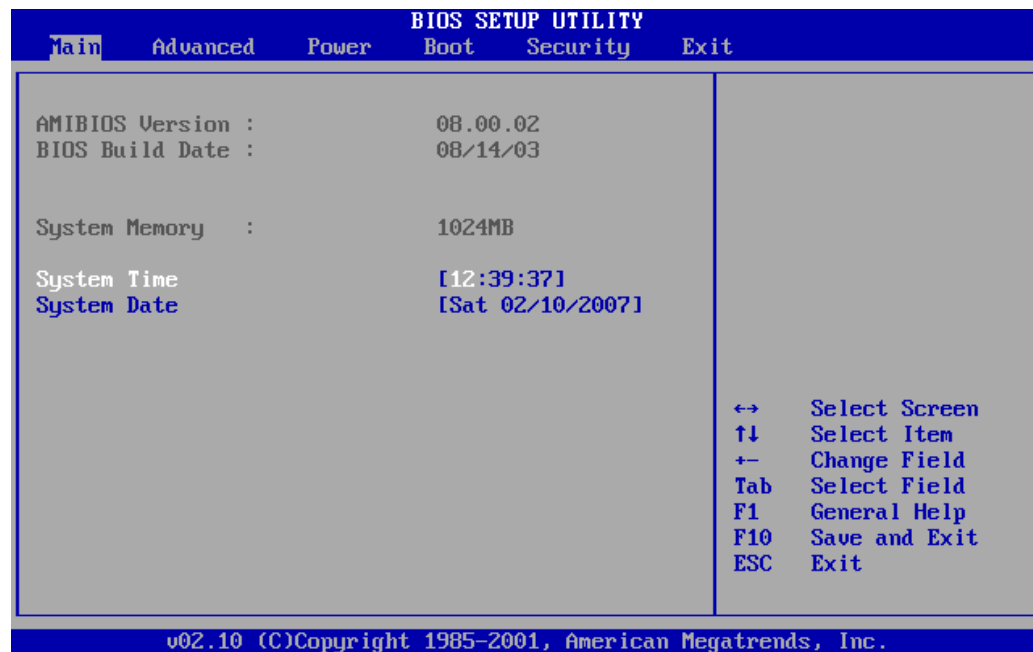 BIOS SETUP UTILITY
Main Advanced Power Boot Security Exit
AMIBIOS Version : 08.00.02
BIOS Build Date : 08/14/03
System Memory : 1024MB
System Time [12:39:37]
System Date [Sat 02/10/2007]
←→ Select Screen
↑↓ Select Item
+- Change Field
Tab Select Field
F1 General Help
F10 Save and Exit
ESC Exit
v02.10 (C)Copyright 1985-2001, American Megatrends, Inc.